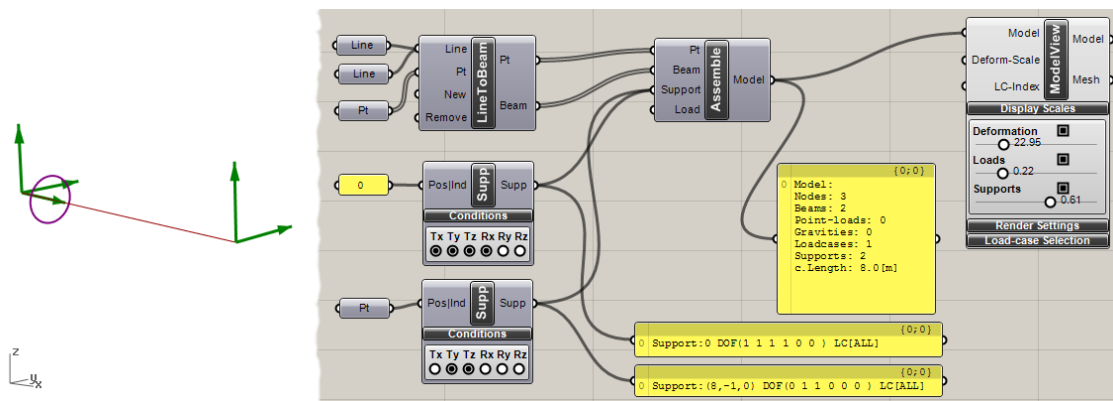 Line
Line
Pt
Line
Pt
New
Remove
LineToBeam
Pt
Beam
Pt
Beam
Support
Load
Assemble
Model
Model
Deform-Scale
LC-Index
ModelView
Model
Mesh
Display Scales
Deformation
22.95
Loads
0.22
Supports
0.61
Render Settings
Load-case Selection
0
Pos|Ind
Supp
Supp
Conditions
Tx Ty Tz Rx Ry Rz
{0;0}
0 Model:
Nodes: 3
Beams: 2
Point-loads: 0
Gravities: 0
Loadcases: 1
Supports: 2
c.Length: 8.0[m]
Pt
Pos|Ind
Supp
Supp
Conditions
Tx Ty Tz Rx Ry Rz
{0;0}
0 Support:0 DOF(1 1 1 1 0 0 ) LC[ALL]
{0;0}
0 Support:(8,-1,0) DOF(0 1 1 0 0 0 ) LC[ALL]
z
y
x